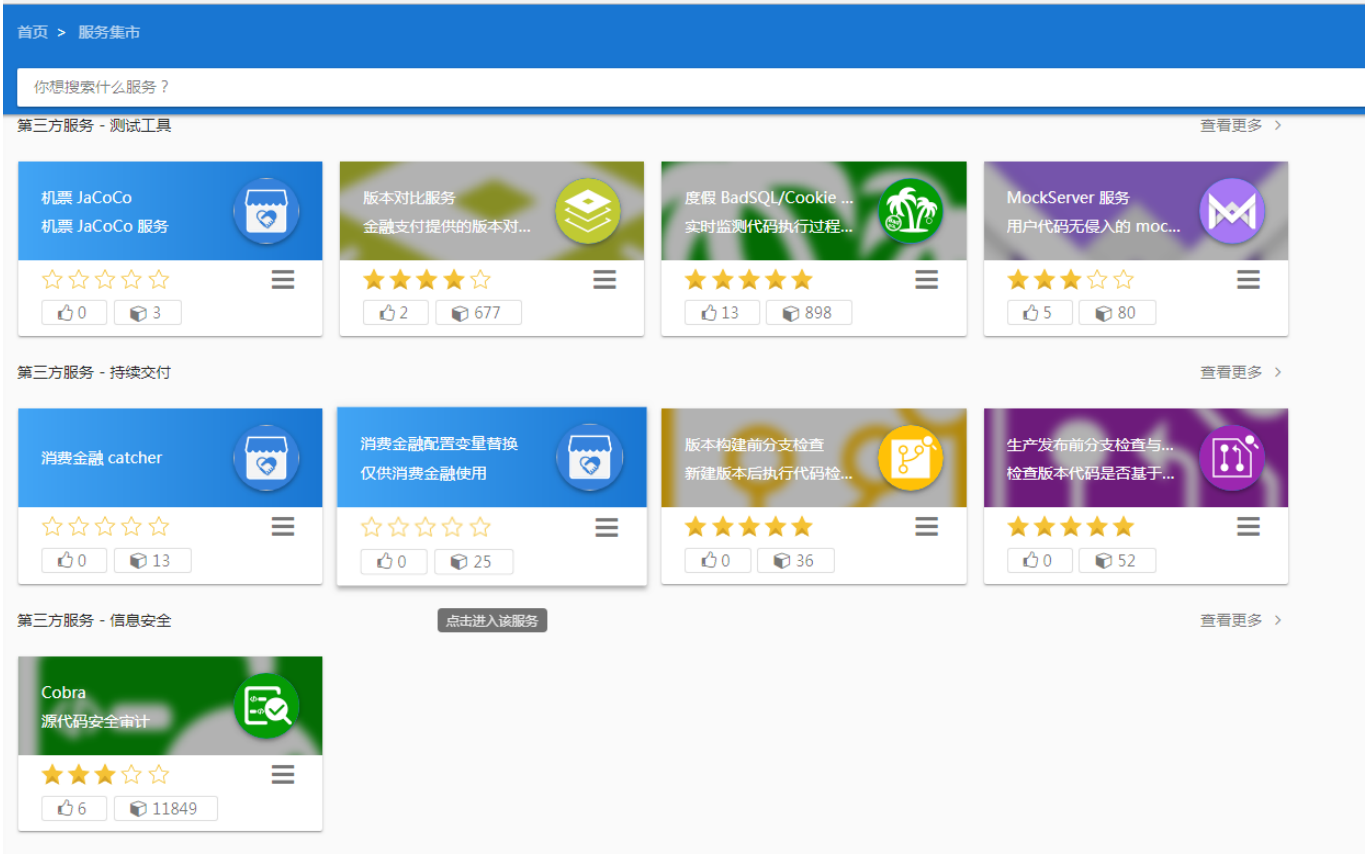 首页 > 服务集市
你想搜索什么服务？
第三方服务 - 测试工具
查看更多 >
机票 JaCoCo
机票 JaCoCo 服务
0
3
版本对比服务
金融支付提供的版本对...
2
677
度假 BadSQL/Cookie ...
实时监测代码执行过程...
13
898
MockServer 服务
用户代码无侵入的 moc...
5
80
第三方服务 - 持续交付
查看更多 >
消费金融 catcher
0
13
消费金融配置变量替换
仅供消费金融使用
0
25
版本构建前分支检查
新建版本后执行代码检...
0
36
生产发布前分支检查与...
检查版本代码是否基于...
0
52
第三方服务 - 信息安全
点击进入该服务
查看更多 >
Cobra
源代码安全审计
6
11849